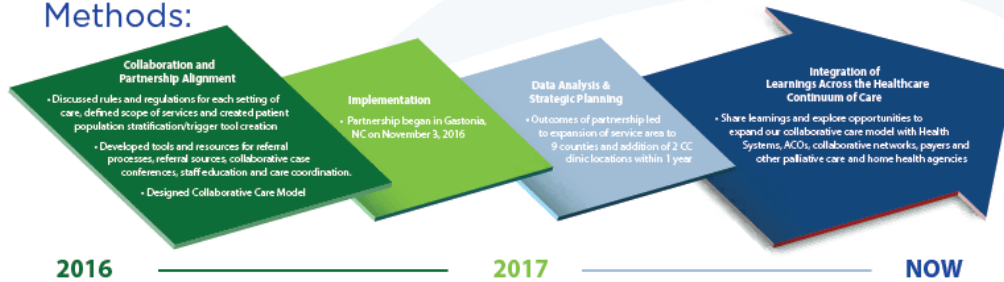 Methods:
Collaboration and
Partnership Alignment
• Discussed rules and regulations for each setting of
care, defined scope of services and created patient
population stratification/trigger tool creation
• Developed tools and resources for referral
processes, referral sources, collaborative case
conferences, staff education and care coordination.
• Designed Collaborative Care Model
Implementation
• Partnership began in Gastonia,
NC on November 3, 2016
Data Analysis &
Strategic Planning
• Outcomes of partnership led
to expansion of service area to
9 counties and addition of 2 CC
clinic locations within 1 year
Integration of
Learnings Across the Healthcare
Continuum of Care
• Share learnings and explore opportunities to
expand our collaborative care model with Health
Systems, ACOs, collaborative networks, payers and
other palliative care and home health agencies
2016
2017
NOW